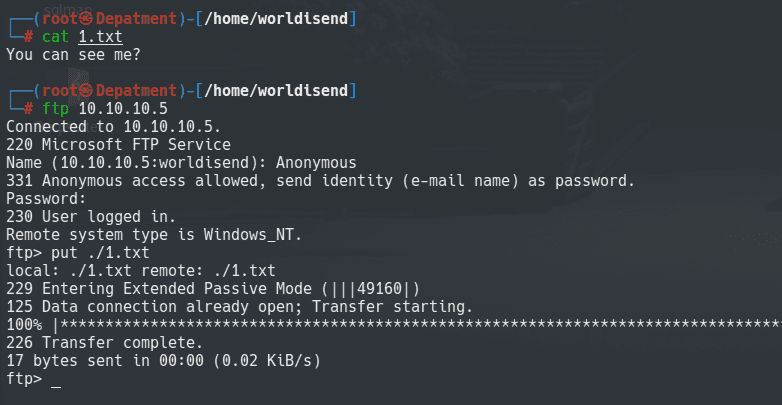 sqlmap
┌──(root㉿Depatment)-[/home/worldlsend]
└─# cat 1.txt
You can see me?
┌──(root㉿Depatment)-[/home/worldlsend]
└─# ftp 10.10.10.5
Connected to 10.10.10.5.
220 Microsoft FTP Service
Name (10.10.10.5:worldisend): Anonymous
331 Anonymous access allowed, send identity (e-mail name) as password.
Password:
230 User logged in.
Remote system type is Windows_NT.
ftp> put ./1.txt
local: ./1.txt remote: ./1.txt
229 Entering Extended Passive Mode (|||49160|)
125 Data connection already open; Transfer starting.
100% |********************************************************************************
226 Transfer complete.
17 bytes sent in 00:00 (0.02 KiB/s)
ftp> _